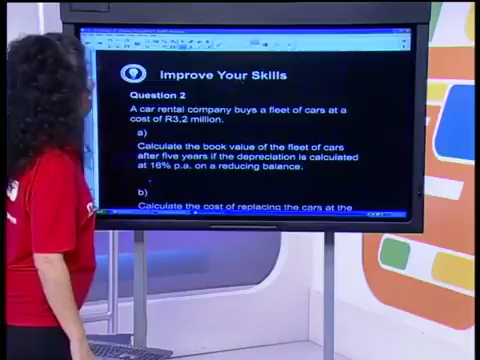 Improve Your Skills
Question 2
A car rental company buys a fleet of cars at a
cost of R3,2 million.
a)
Calculate the book value of the fleet of cars
after five years if the depreciation is calculated
at 16% p.a. on a reducing balance.
b)
Calculate the cost of replacing the cars at the